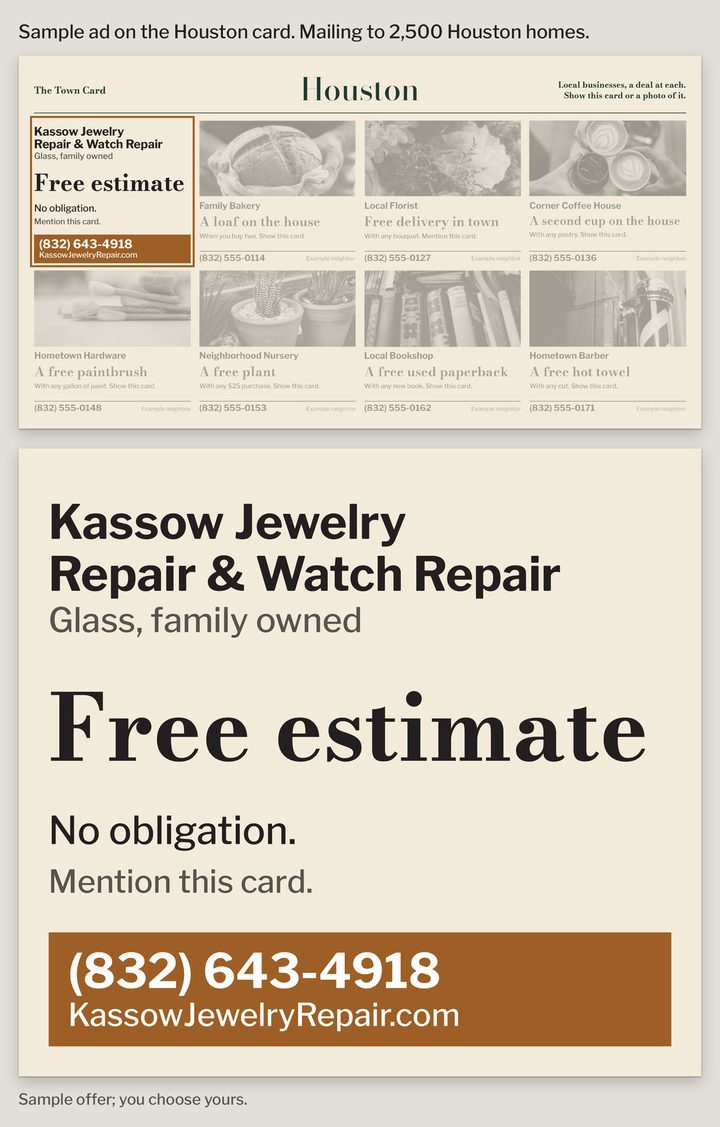 Sample ad on the Houston card. Mailing to 2,500 Houston homes.
The Town Card
Houston
Local businesses, a deal at each.
Show this card or a photo of it.
Kassow Jewelry
Repair & Watch Repair
Glass, family owned
Free estimate
No obligation.
Mention this card.
(832) 643-4918
KassowJewelryRepair.com
Family Bakery
A loaf on the house
When you buy two. Show this card.
(832) 555-0114
Example neighbor
Local Florist
Free delivery in town
With any bouquet. Mention this card.
(832) 555-0127
Example neighbor
Corner Coffee House
A second cup on the house
With any pastry. Show this card.
(832) 555-0136
Example neighbor
Hometown Hardware
A free paintbrush
With any gallon of paint. Show this card.
(832) 555-0148
Example neighbor
Neighborhood Nursery
A free plant
With any $25 purchase. Show this card.
(832) 555-0153
Example neighbor
Local Bookshop
A free used paperback
With any new book. Show this card.
(832) 555-0162
Example neighbor
Hometown Barber
A free hot towel
With any cut. Show this card.
(832) 555-0171
Example neighbor
Kassow Jewelry
Repair & Watch Repair
Glass, family owned
Free estimate
No obligation.
Mention this card.
(832) 643-4918
KassowJewelryRepair.com
Sample offer; you choose yours.